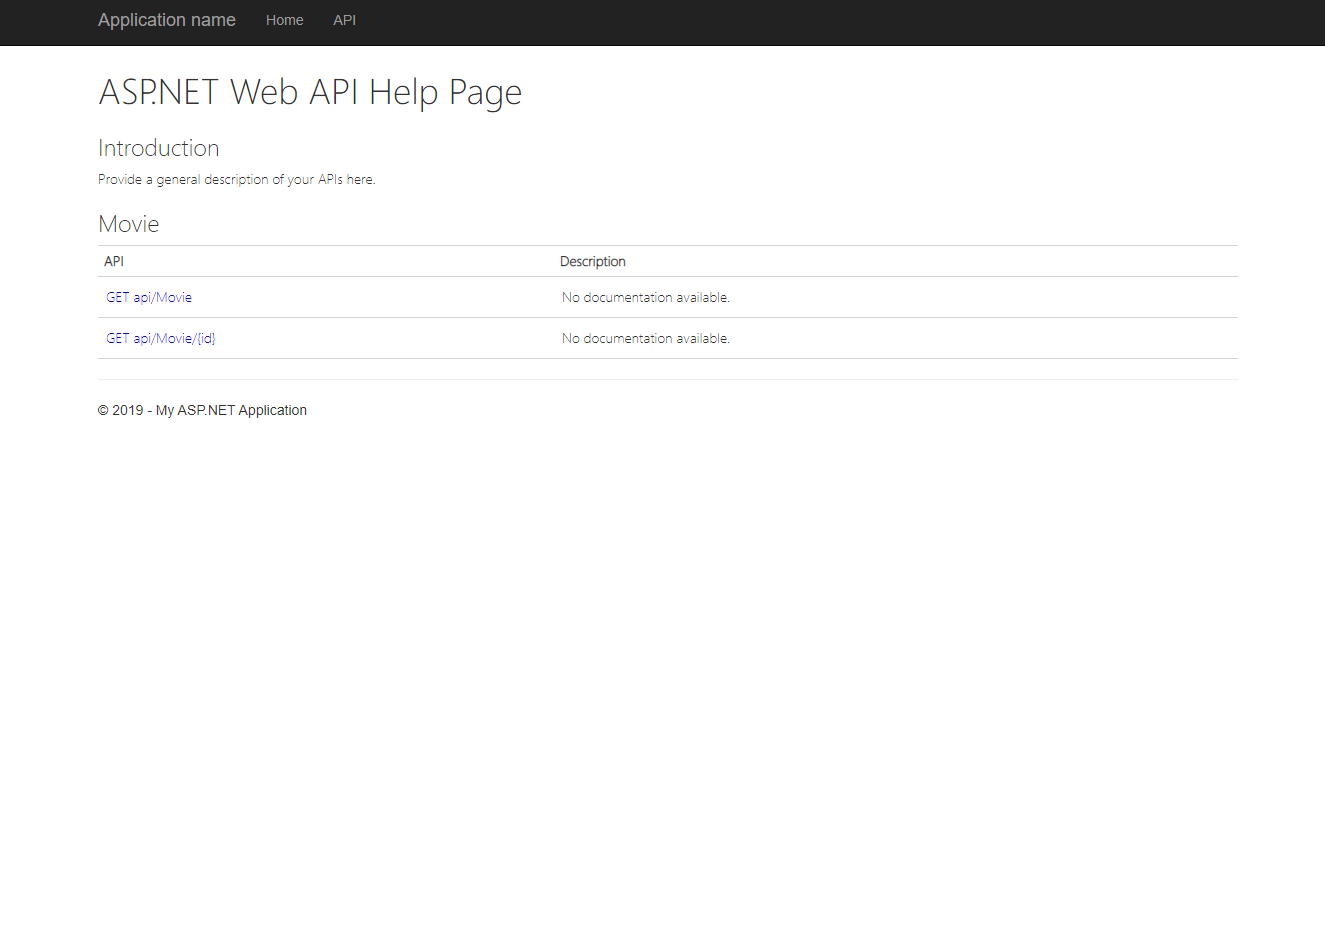 Application name Home API
ASP.NET Web API Help Page
Introduction
Provide a general description of your APIs here.
Movie
API Description
GET api/Movie No documentation available.
GET api/Movie/{id} No documentation available.
© 2019 - My ASP.NET Application